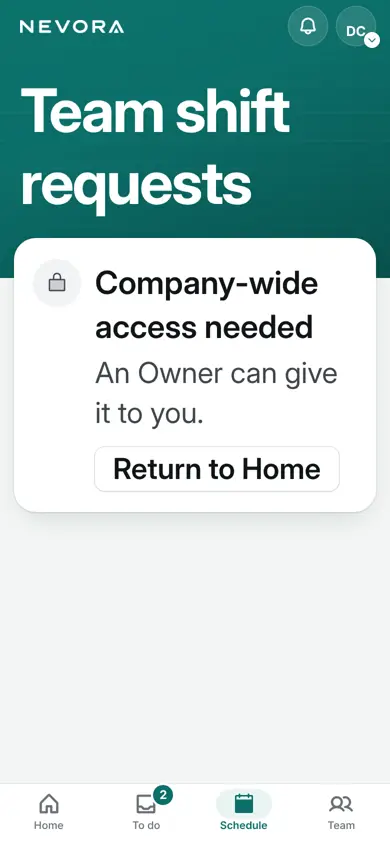 NEVORA
DC
Team shift
requests
Company-wide
access needed
An Owner can give
it to you.
Return to Home
2
Home
To do
Schedule
Team